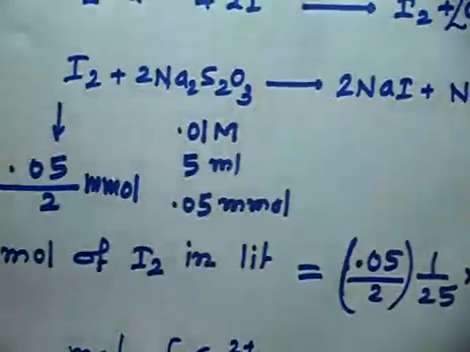 I₂ + 2Na₂S₂O₃ → 2NaI + N
↓ .01M
.05/2 mmol 5 ml
.05 mmol
mol of I₂ in lit = (.05/2) 1/25